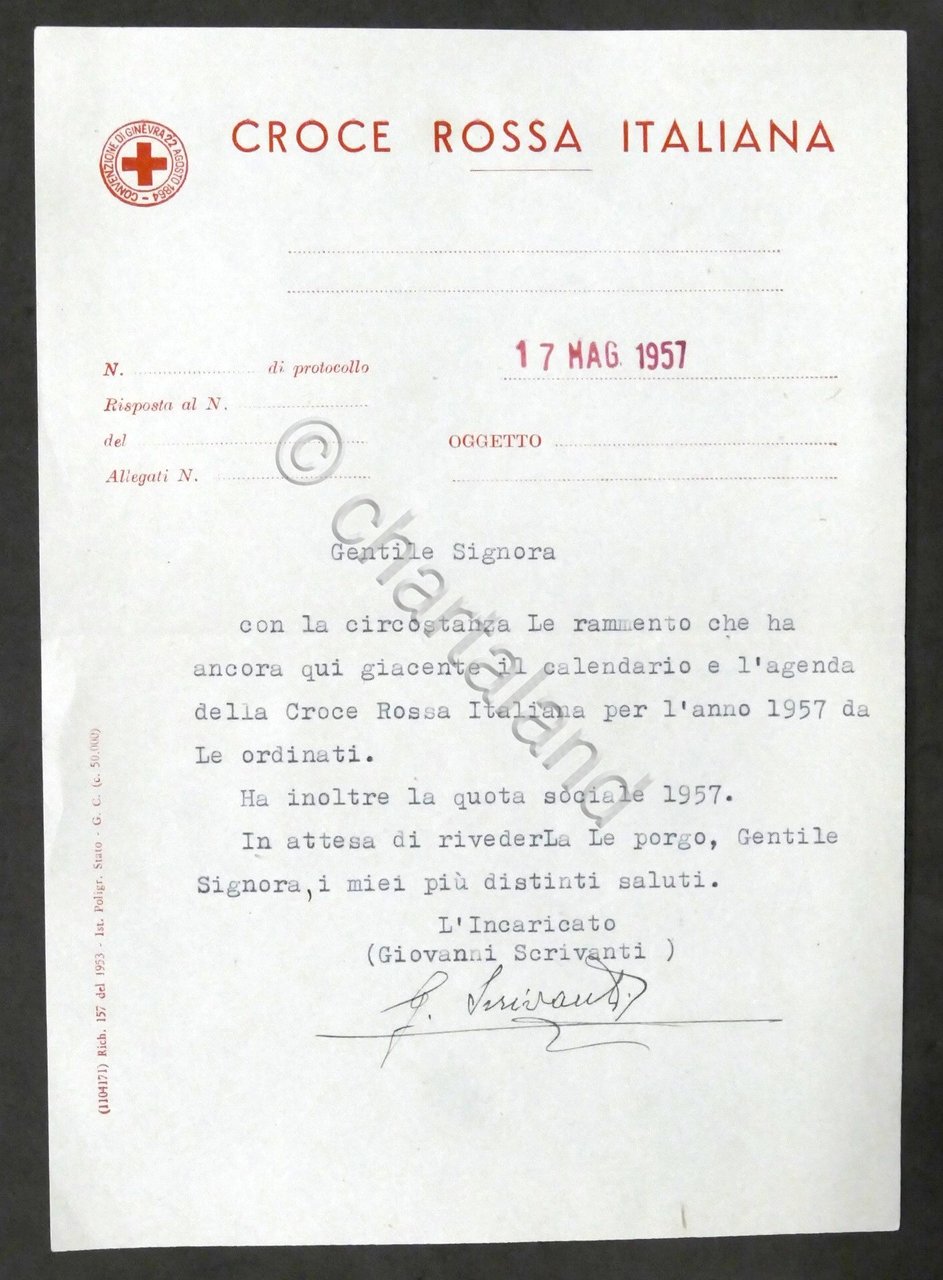 CROCE ROSSA ITALIANA
CONVENZIONE DI GINEVRA 22 AGOSTO 1864 -
17 MAG. 1957
N. di protocollo
Risposta al N.
del
OGGETTO
Allegati N.
© chartaland
Gentile Signora
con la circostanza Le rammento che ha
ancora qui giacente il calendario e l'agenda
della Croce Rossa Italiana per l'anno 1957 da
Le ordinati.
Ha inoltre la quota sociale 1957.
In attesa di rivederLa Le porgo, Gentile
Signora, i miei più distinti saluti.
L'Incaricato
(Giovanni Scrivanti )
G. Scrivanti
(1104171) Rich. 157 del 1953 - Ist. Poligr. Stato - G. C. (c. 50.000)